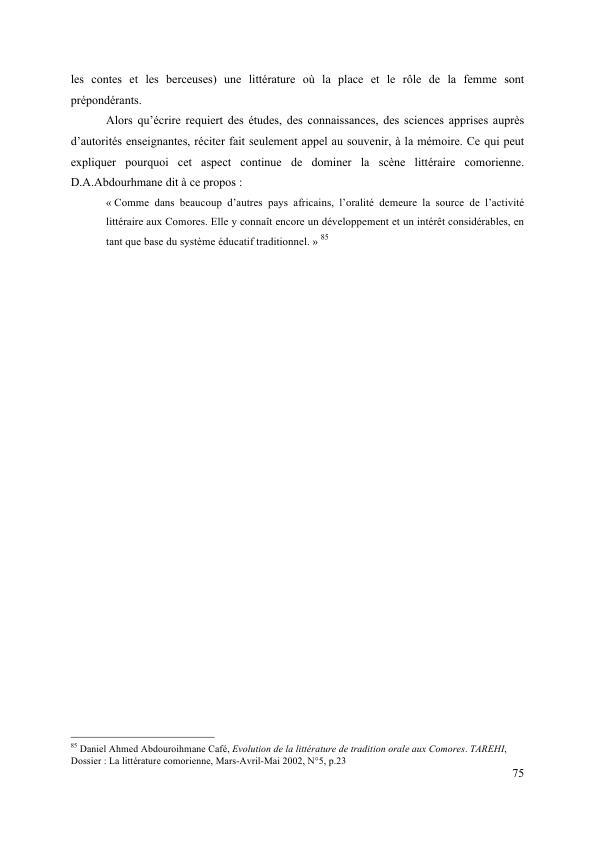 les contes et les berceuses) une littérature où la place et le rôle de la femme sont
prépondérants.
Alors qu’écrire requiert des études, des connaissances, des sciences apprises auprès
d’autorités enseignantes, réciter fait seulement appel au souvenir, à la mémoire. Ce qui peut
expliquer pourquoi cet aspect continue de dominer la scène littéraire comorienne.
D.A.Abdourhmane dit à ce propos :
« Comme dans beaucoup d’autres pays africains, l’oralité demeure la source de l’activité
littéraire aux Comores. Elle y connaît encore un développement et un intérêt considérables, en
tant que base du système éducatif traditionnel. » 85
85 Daniel Ahmed Abdouroihmane Café, Evolution de la littérature de tradition orale aux Comores. TAREHI,
Dossier : La littérature comorienne, Mars-Avril-Mai 2002, N°5, p.23
75